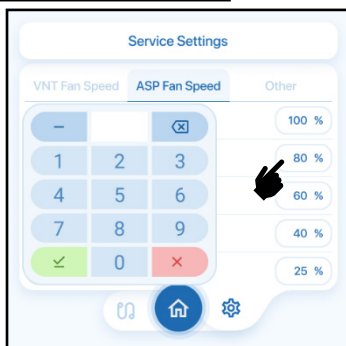 Service Settings
VNT Fan Speed ASP Fan Speed Other
−
100 %
1 2 3
80 %
4 5 6
60 %
7 8 9
40 %
0
25 %